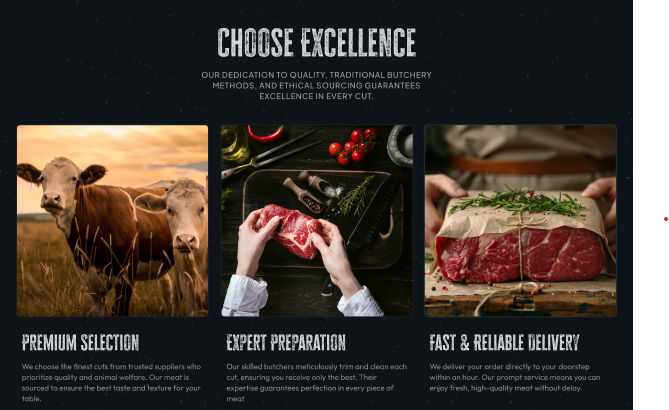 CHOOSE EXCELLENCE
OUR DEDICATION TO QUALITY, TRADITIONAL BUTCHERY
METHODS, AND ETHICAL SOURCING GUARANTEES
EXCELLENCE IN EVERY CUT.
PREMIUM SELECTION
We choose the finest cuts from trusted suppliers who
prioritize quality and animal welfare. Our meat is
sourced to ensure the best taste and texture for your
table.
EXPERT PREPARATION
Our skilled butchers meticulously trim and clean each
cut, ensuring you receive only the best. Their
expertise guarantees perfection in every piece of
meat
FAST & RELIABLE DELIVERY
We deliver your order directly to your doorstep
within an hour. Our prompt service means you can
enjoy fresh, high-quality meat without delay.